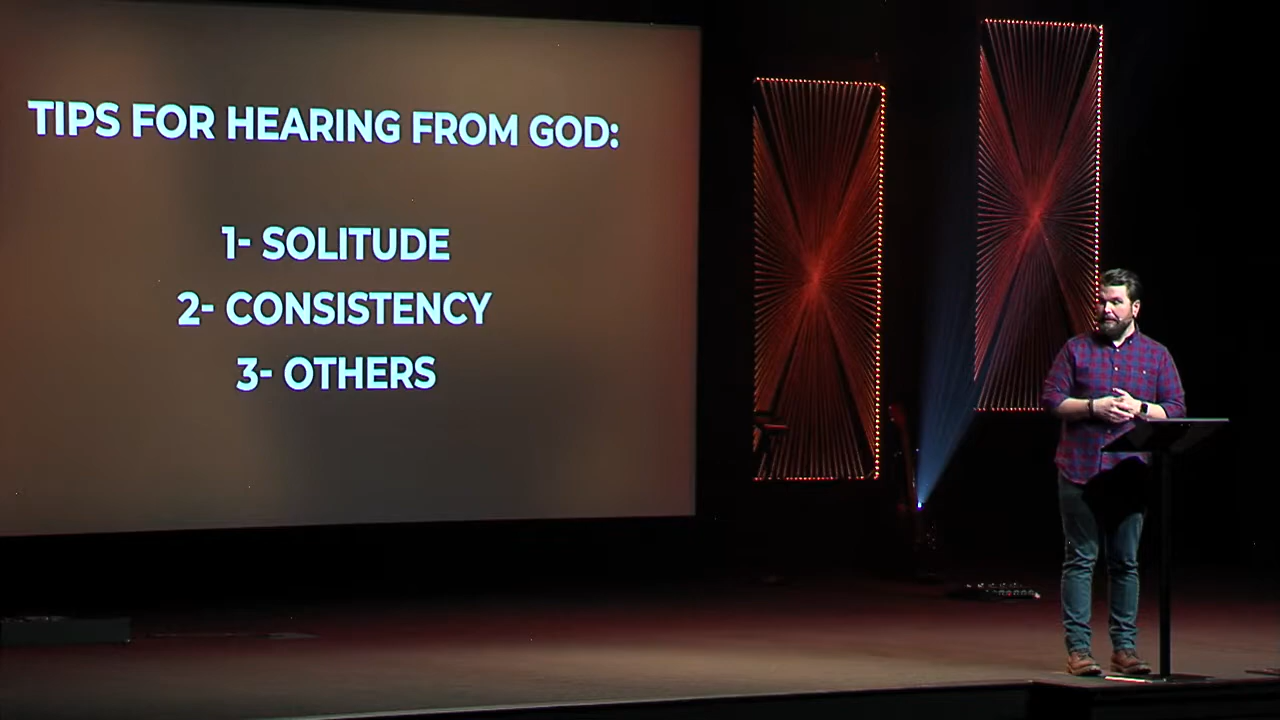 TIPS FOR HEARING FROM GOD:
1- SOLITUDE
2- CONSISTENCY
3- OTHERS